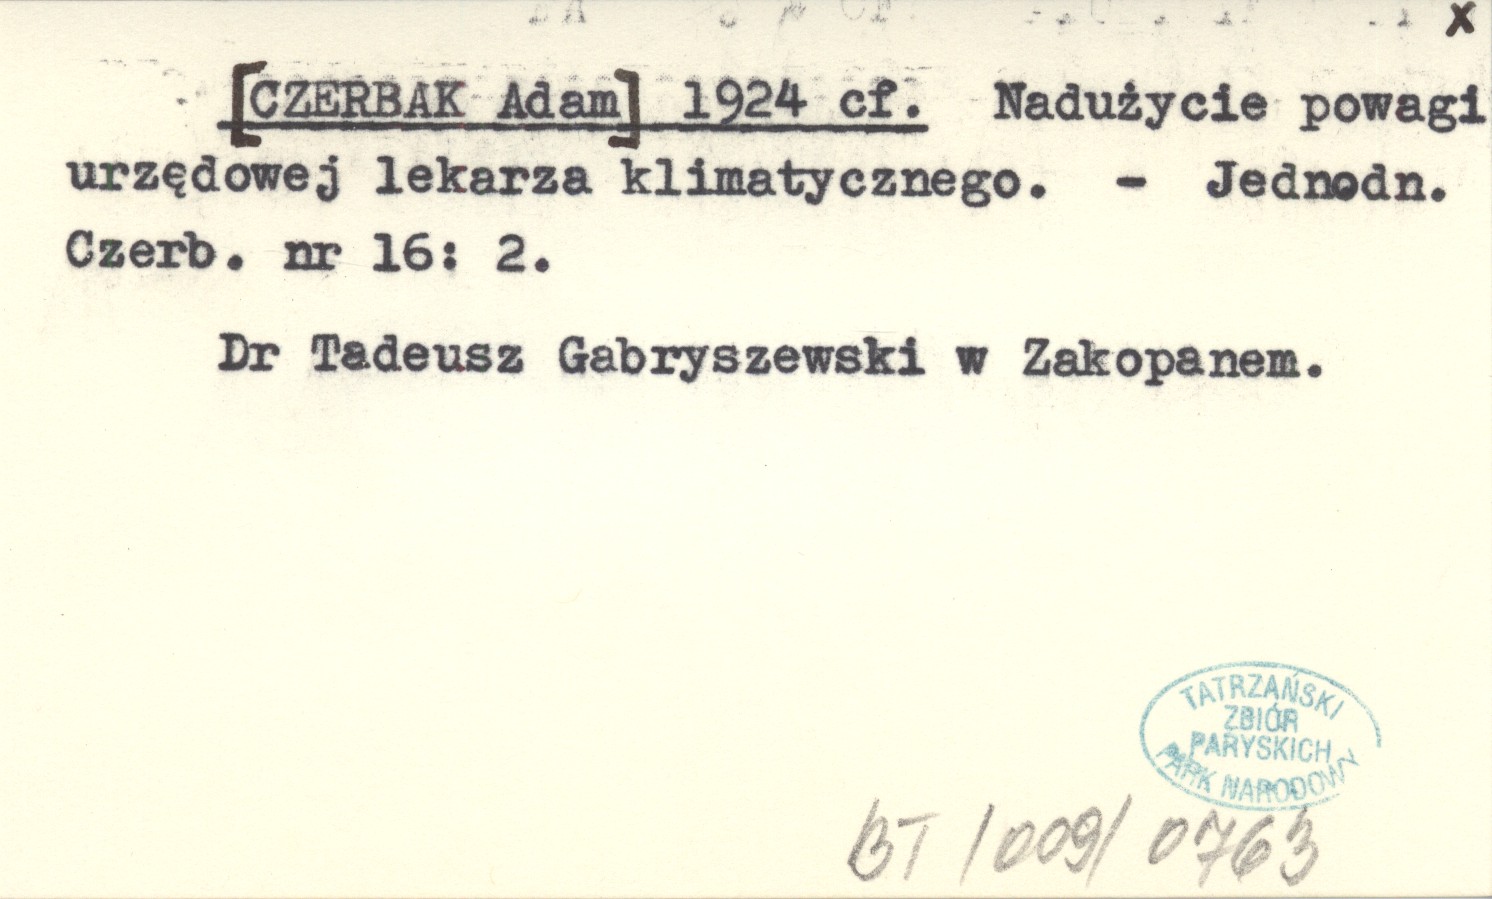 x
[CZERBAK Adam] 1924 cf. Nadużycie powagi
urzędowej lekarza klimatycznego. - Jednodn.
Czerb. nr 16: 2.
Dr Tadeusz Gabryszewski w Zakopanem.
TATRZAŃSKI
ZBIÓR
PARYSKICH
PARK NARODOWY
BT/009/0763